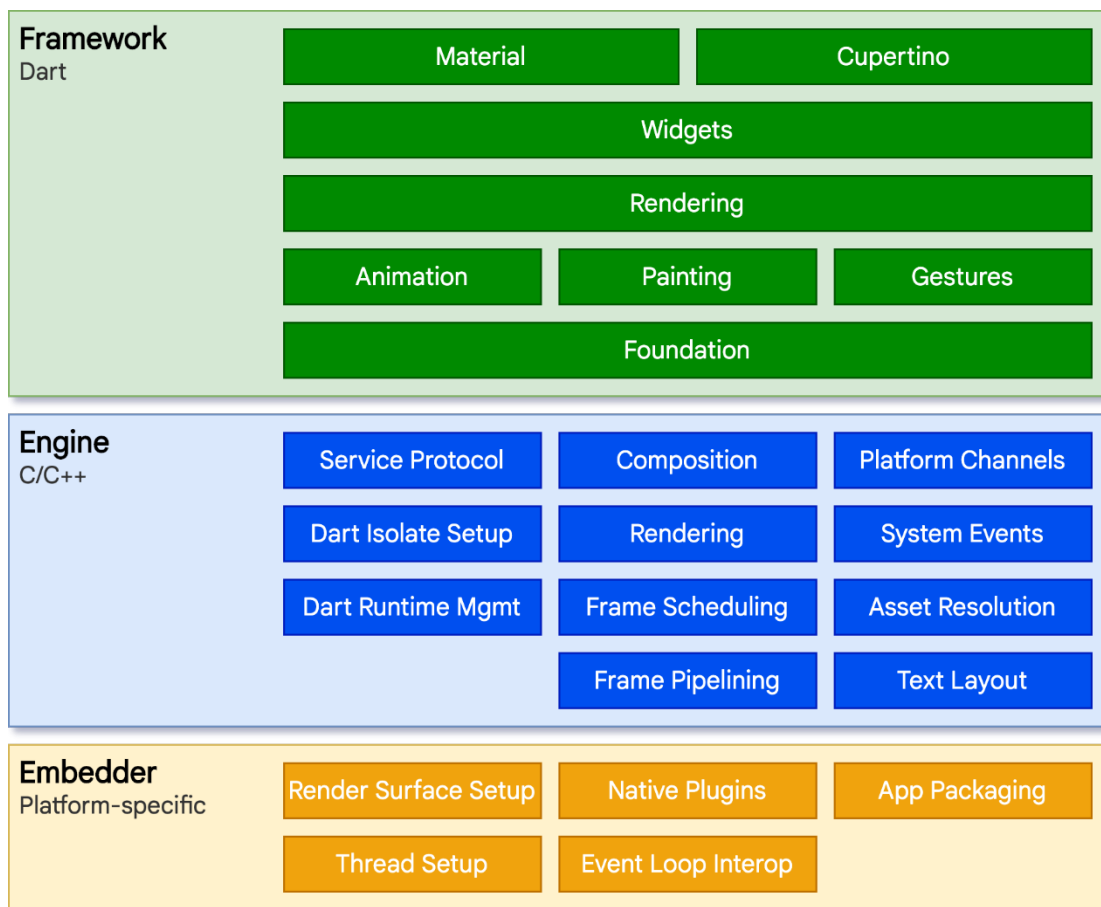 Framework
Dart
Material
Cupertino
Widgets
Rendering
Animation
Painting
Gestures
Foundation
Engine
C/C++
Service Protocol
Composition
Platform Channels
Dart Isolate Setup
Rendering
System Events
Dart Runtime Mgmt
Frame Scheduling
Asset Resolution
Frame Pipelining
Text Layout
Embedder
Platform-specific
Render Surface Setup
Native Plugins
App Packaging
Thread Setup
Event Loop Interop